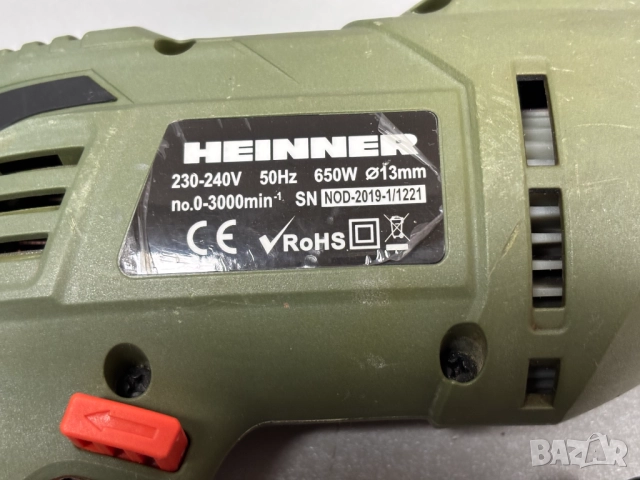 HEINNER
230-240V 50Hz 650W Ø13mm
no.0-3000min⁻¹ SN NOD-2019-1/1221
CE ✓RoHS
BAZAR